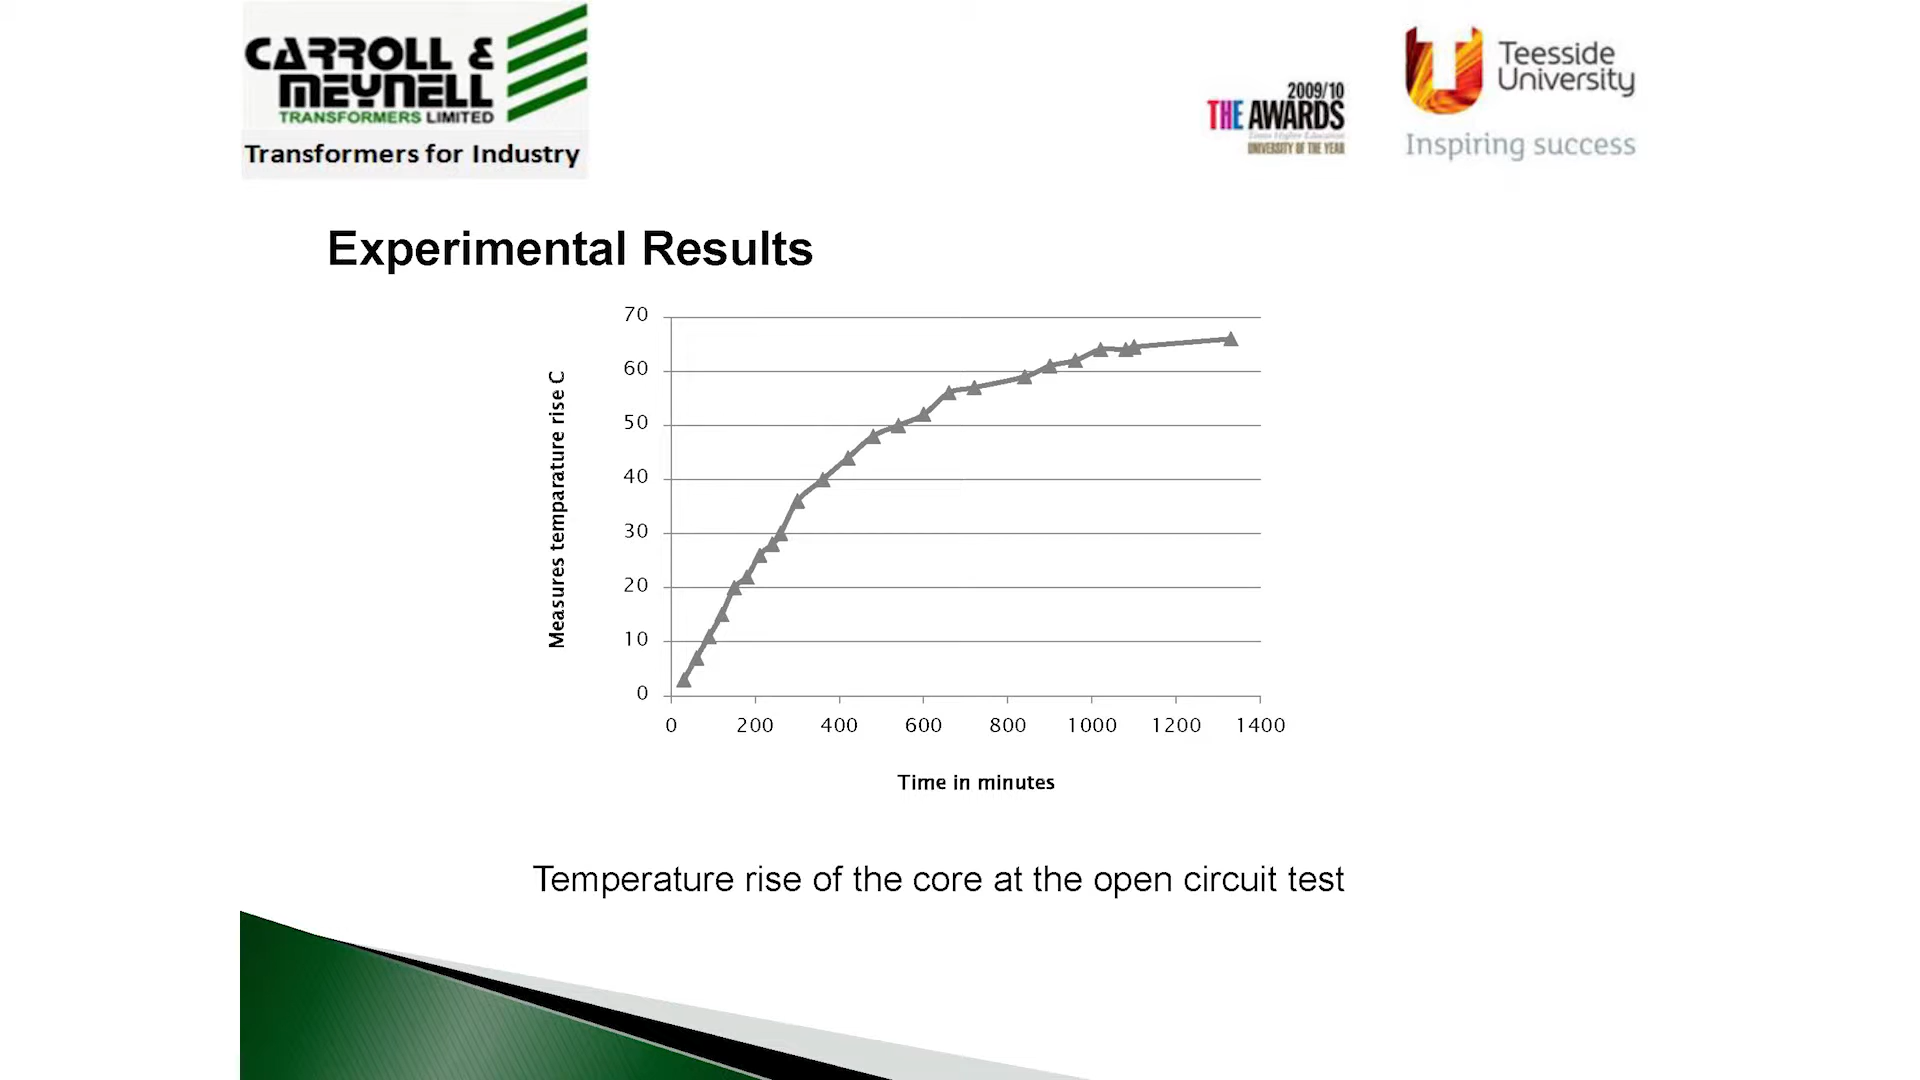 CARROLL &
MEYNELL
TRANSFORMERS LIMITED
Transformers for Industry
2009/10
THE AWARDS
UNIVERSITY OF THE YEAR
Teesside
University
Inspiring success
Experimental Results
Measures temparature rise C
70
60
50
40
30
20
10
0
0 200 400 600 800 1000 1200 1400
Time in minutes
Temperature rise of the core at the open circuit test